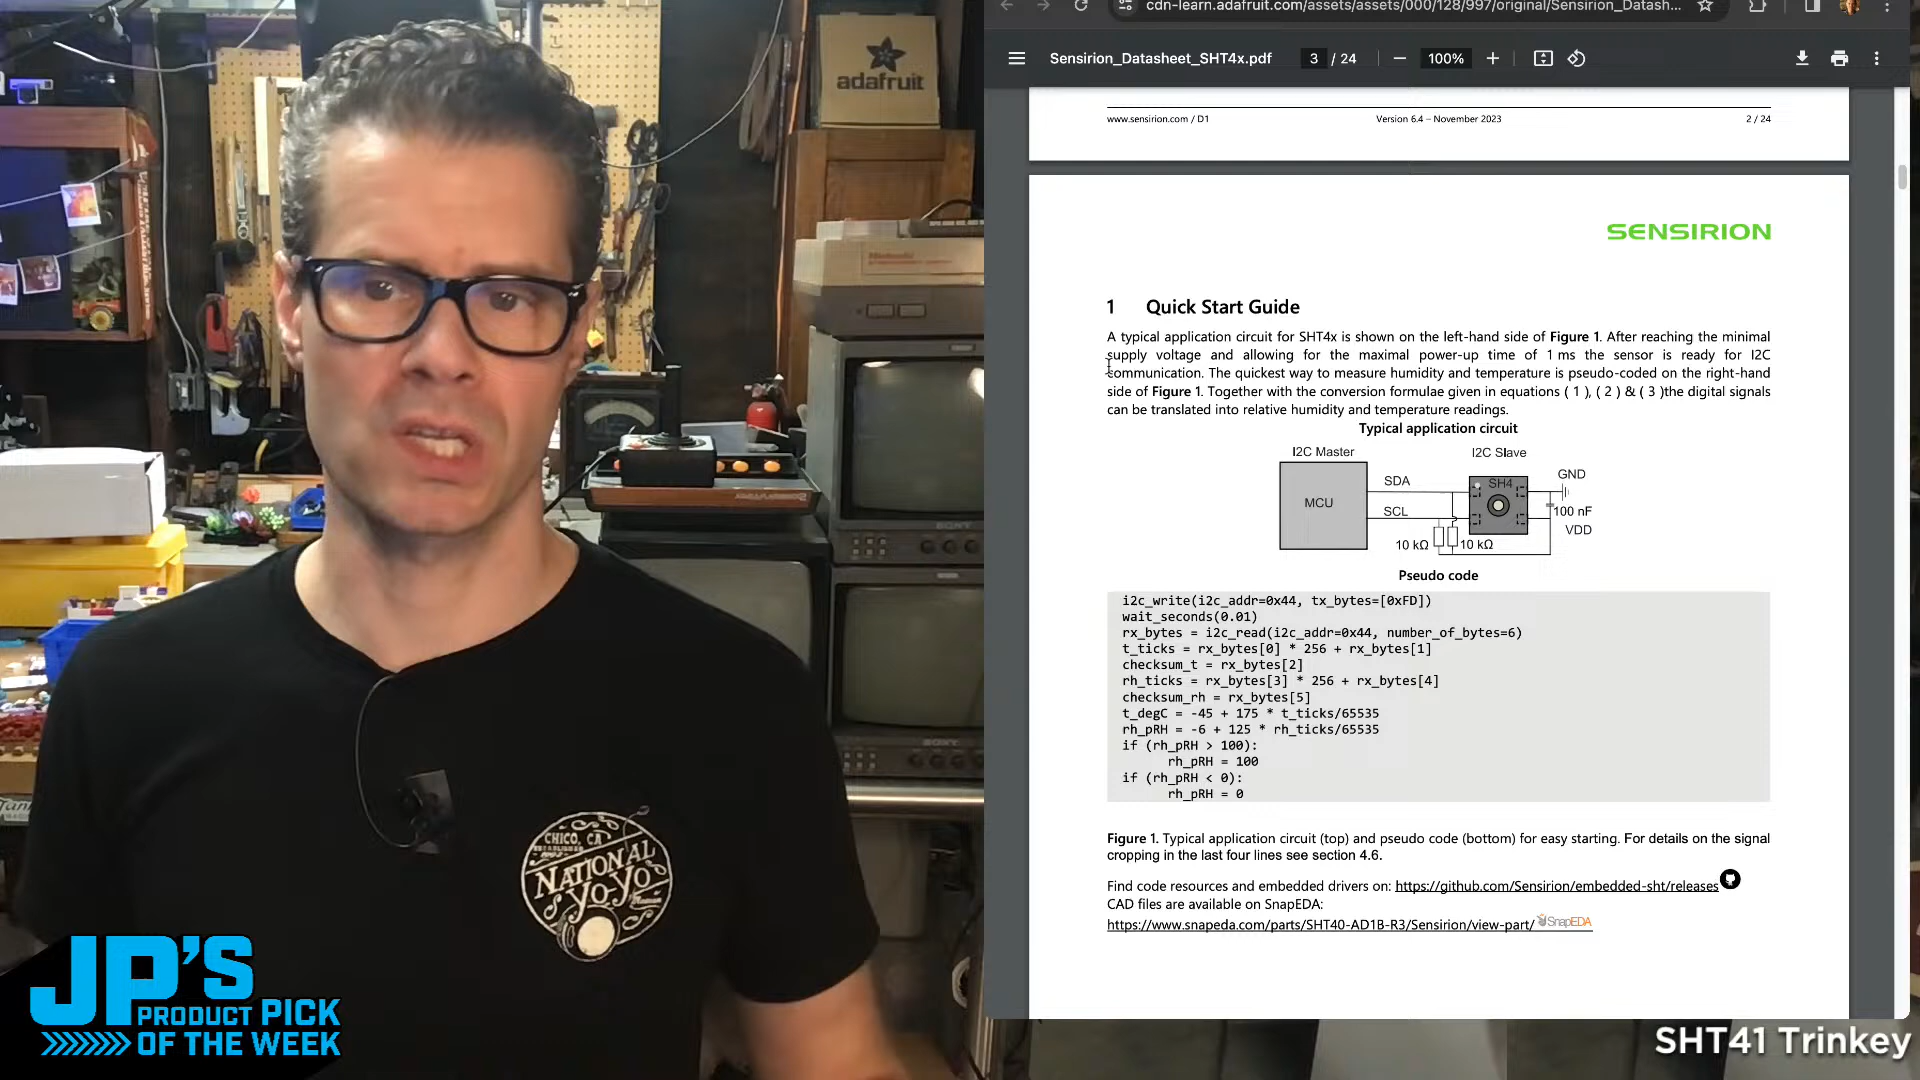 adafruit
Nintendo
SONY
SONY
CHICO, CA
NATIONAL
YO-YO
JP'S
PRODUCT PICK
OF THE WEEK
cdn-learn.adafruit.com/assets/assets/000/128/997/original/Sensirion_Datash...
Sensirion_Datasheet_SHT4x.pdf
3 / 24
100%
www.sensirion.com / D1
Version 6.4 – November 2023
2 / 24
SENSIRION
1 Quick Start Guide
A typical application circuit for SHT4x is shown on the left-hand side of Figure 1. After reaching the minimal
supply voltage and allowing for the maximal power-up time of 1 ms the sensor is ready for I2C
communication. The quickest way to measure humidity and temperature is pseudo-coded on the right-hand
side of Figure 1. Together with the conversion formulae given in equations ( 1 ), ( 2 ) & ( 3 )the digital signals
can be translated into relative humidity and temperature readings.
Typical application circuit
I2C Master
I2C Slave
MCU
SDA
SCL
SH4
GND
100 nF
VDD
10 kΩ
10 kΩ
Pseudo code
i2c_write(i2c_addr=0x44, tx_bytes=[0xFD])
wait_seconds(0.01)
rx_bytes = i2c_read(i2c_addr=0x44, number_of_bytes=6)
t_ticks = rx_bytes[0] * 256 + rx_bytes[1]
checksum_t = rx_bytes[2]
rh_ticks = rx_bytes[3] * 256 + rx_bytes[4]
checksum_rh = rx_bytes[5]
t_degC = -45 + 175 * t_ticks/65535
rh_pRH = -6 + 125 * rh_ticks/65535
if (rh_pRH > 100):
rh_pRH = 100
if (rh_pRH < 0):
rh_pRH = 0
Figure 1. Typical application circuit (top) and pseudo code (bottom) for easy starting. For details on the signal
cropping in the last four lines see section 4.6.
Find code resources and embedded drivers on: https://github.com/Sensirion/embedded-sht/releases
CAD files are available on SnapEDA:
https://www.snapeda.com/parts/SHT40-AD1B-R3/Sensirion/view-part/ SnapEDA
SHT41 Trinkey